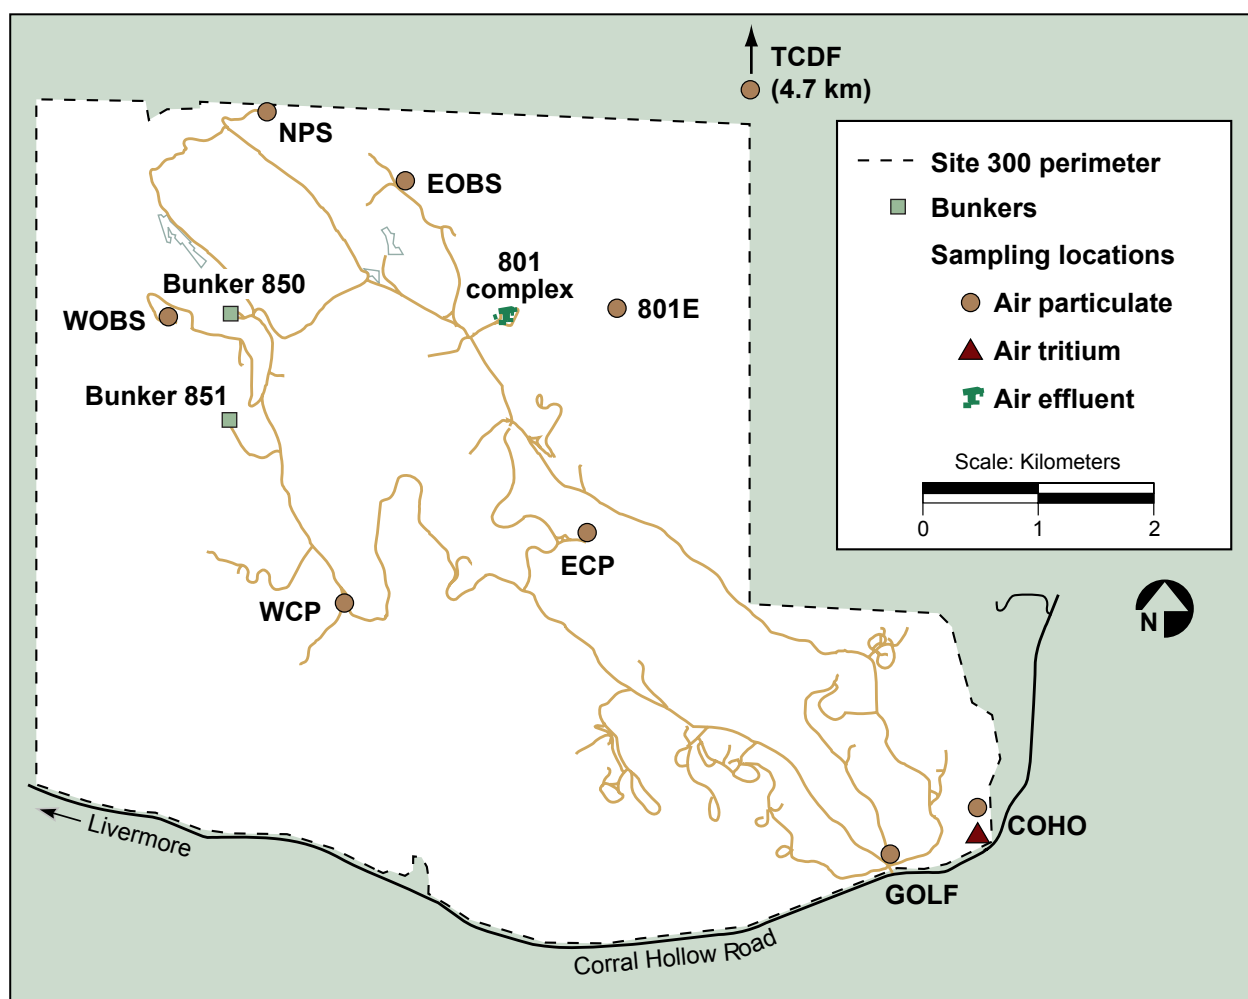 TCDF
(4.7 km)
NPS
EOBS
801
complex
801E
Bunker 850
WOBS
Bunker 851
ECP
WCP
COHO
GOLF
Livermore
Corral Hollow Road
Site 300 perimeter
Bunkers
Sampling locations
Air particulate
Air tritium
Air effluent
Scale: Kilometers
0 1 2
N